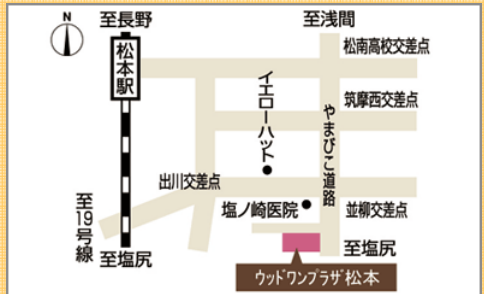 N
至長野
至浅間
松本駅
松南高校交差点
イエローハット
筑摩西交差点
やまびこ道路
出川交差点
塩ノ崎医院
並柳交差点
至19号線
至塩尻
至塩尻
ウッドワンプラザ松本